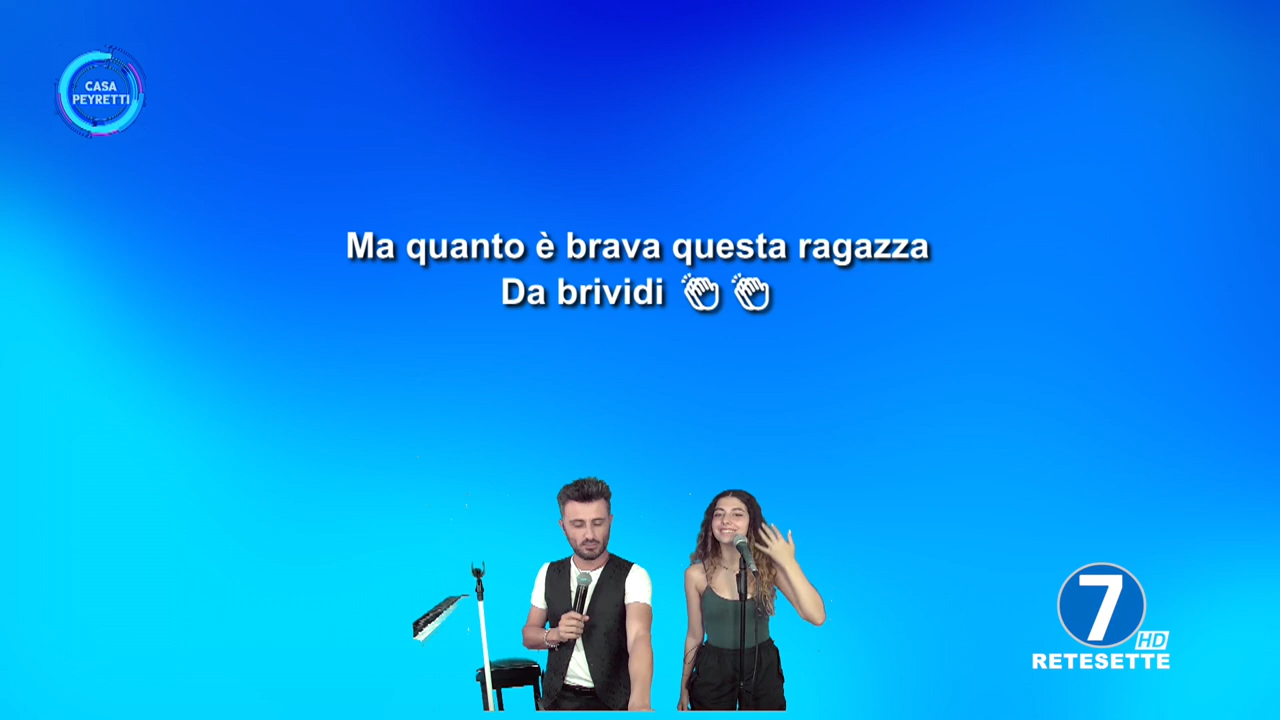 CASA
PEYRETTI
Ma quanto è brava questa ragazza
Da brividi 👏 👏
7
HD
RETESETTE